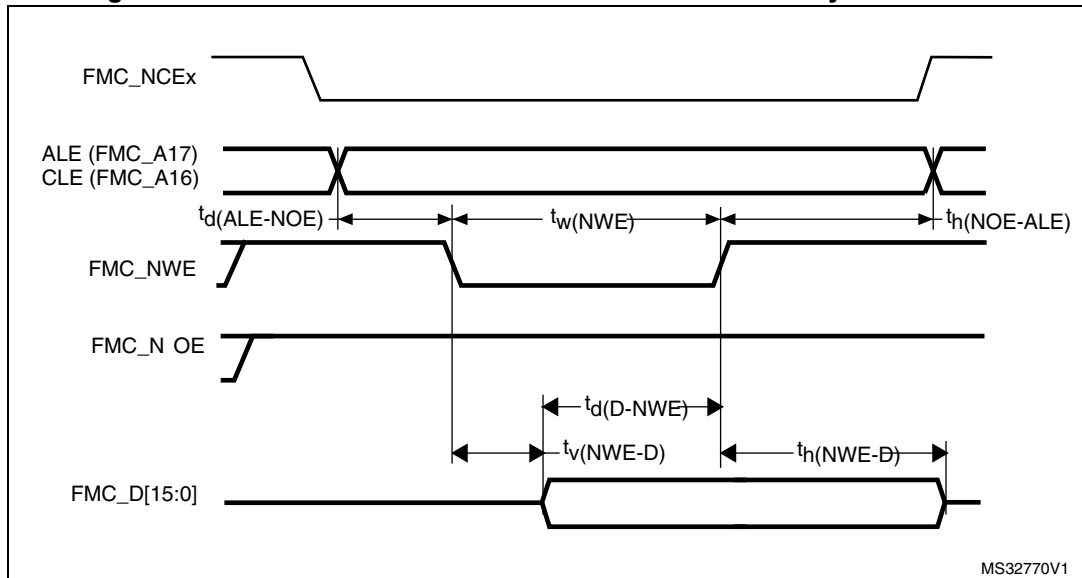 FMC_NCEx
ALE (FMC_A17)
CLE (FMC_A16)
td(ALE-NOE)
tw(NWE)
th(NOE-ALE)
FMC_NWE
FMC_N OE
td(D-NWE)
tv(NWE-D)
th(NWE-D)
FMC_D[15:0]
MS32770V1